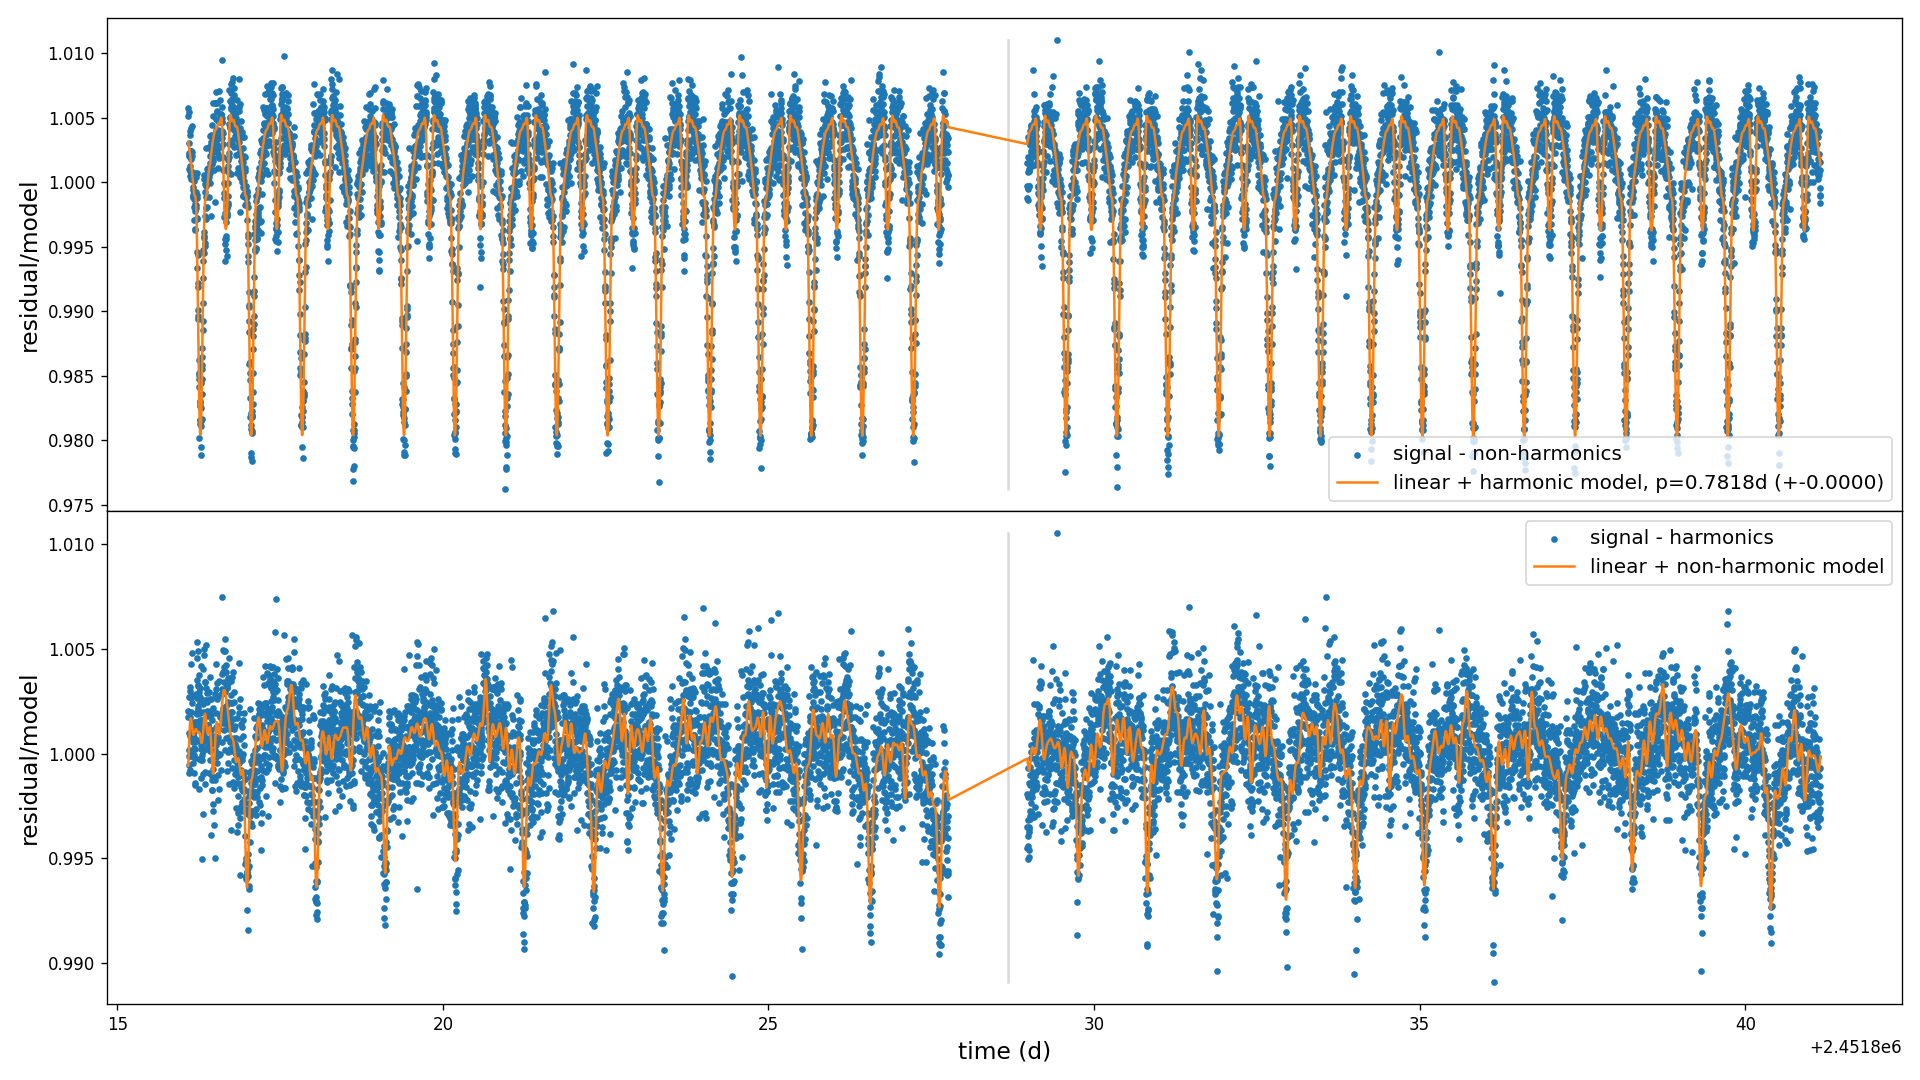 1.010
1.005
1.000
0.995
0.990
0.985
0.980
0.975
residual/model
signal - non-harmonics
linear + harmonic model, p=0.7818d (+-0.0000)
1.010
1.005
1.000
0.995
0.990
residual/model
signal - harmonics
linear + non-harmonic model
15 20 25 30 35 40
time (d)
+2.4518e6